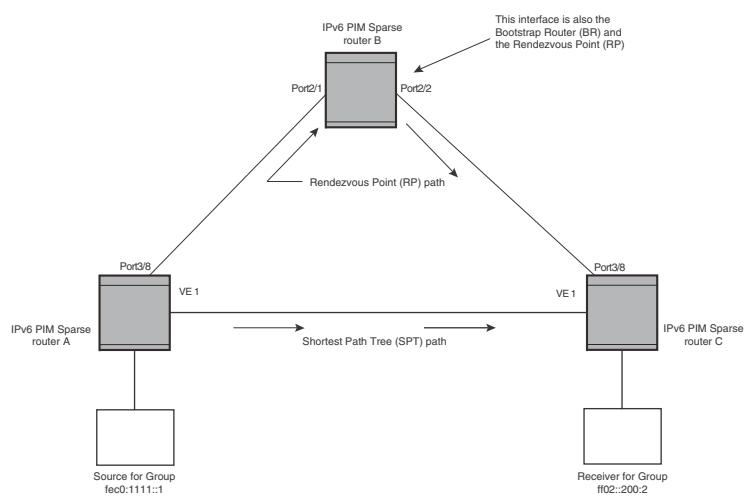 IPv6 PIM Sparse
router B
This interface is also the
Bootstrap Router (BR) and
the Rendezvous Point (RP)
Port2/1
Port2/2
Rendezvous Point (RP) path
Port3/8
VE 1
IPv6 PIM Sparse
router A
Port3/8
VE 1
IPv6 PIM Sparse
router C
Shortest Path Tree (SPT) path
Source for Group
fec0:1111::1
Receiver for Group
ff02::200:2